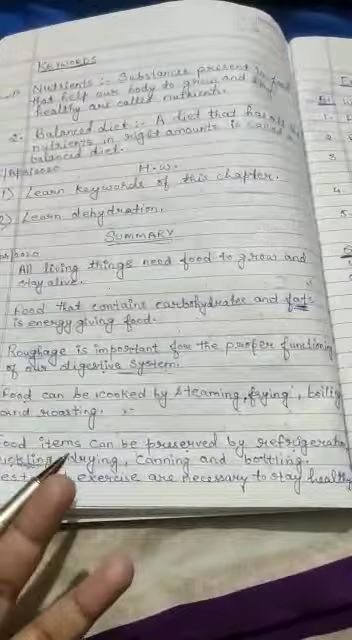 KEYWORDS
1. Nutrients :- Substances present in food
that help our body to grow and stay
healthy are called nutrients.
2. Balanced diet :- A diet that has all
nutrients in right amounts is called
balanced diet.
H.W.
1) Learn keywords of this chapter.
2) Learn dehydration.
SUMMARY
All living things need food to grow and
stay alive.
Food that contains carbohydrates and fats
is energy giving food.
Roughage is important for the proper functioning
of our digestive system.
Food can be cooked by steaming, frying, boiling
and roasting.
Food items can be preserved by refrigeration
drying, canning and bottling.
exercise are necessary to stay healthy
1.
2
3
4
5.